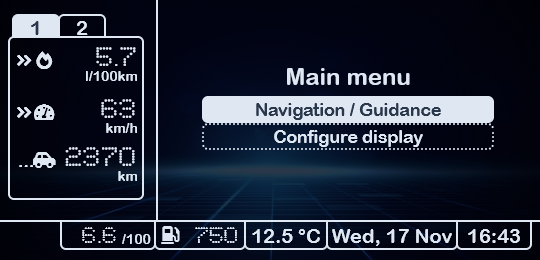 1 2
5.7
l/100km
63
km/h
2370
km
Main menu
Navigation / Guidance
Configure display
6.6 /100 750 12.5 °C Wed, 17 Nov 16:43